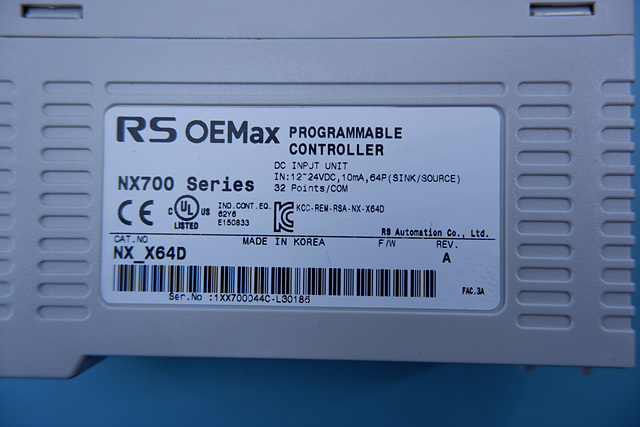 RS OEMax PROGRAMMABLE
CONTROLLER
DC INPUT UNIT
IN:12~24VDC,10mA,64P(SINK/SOURCE)
32 Points/COM
NX700 Series
CE
C UL US
LISTED
IND.CONT.EQ.
62Y6
E150833
KCC-REM-RSA-NX-X64D
RS Automation Co., Ltd.
CAT.NO MADE IN KOREA F/W REV.
NX_X64D A
Ser.No :1XX700044C-L30186
FAC.3A